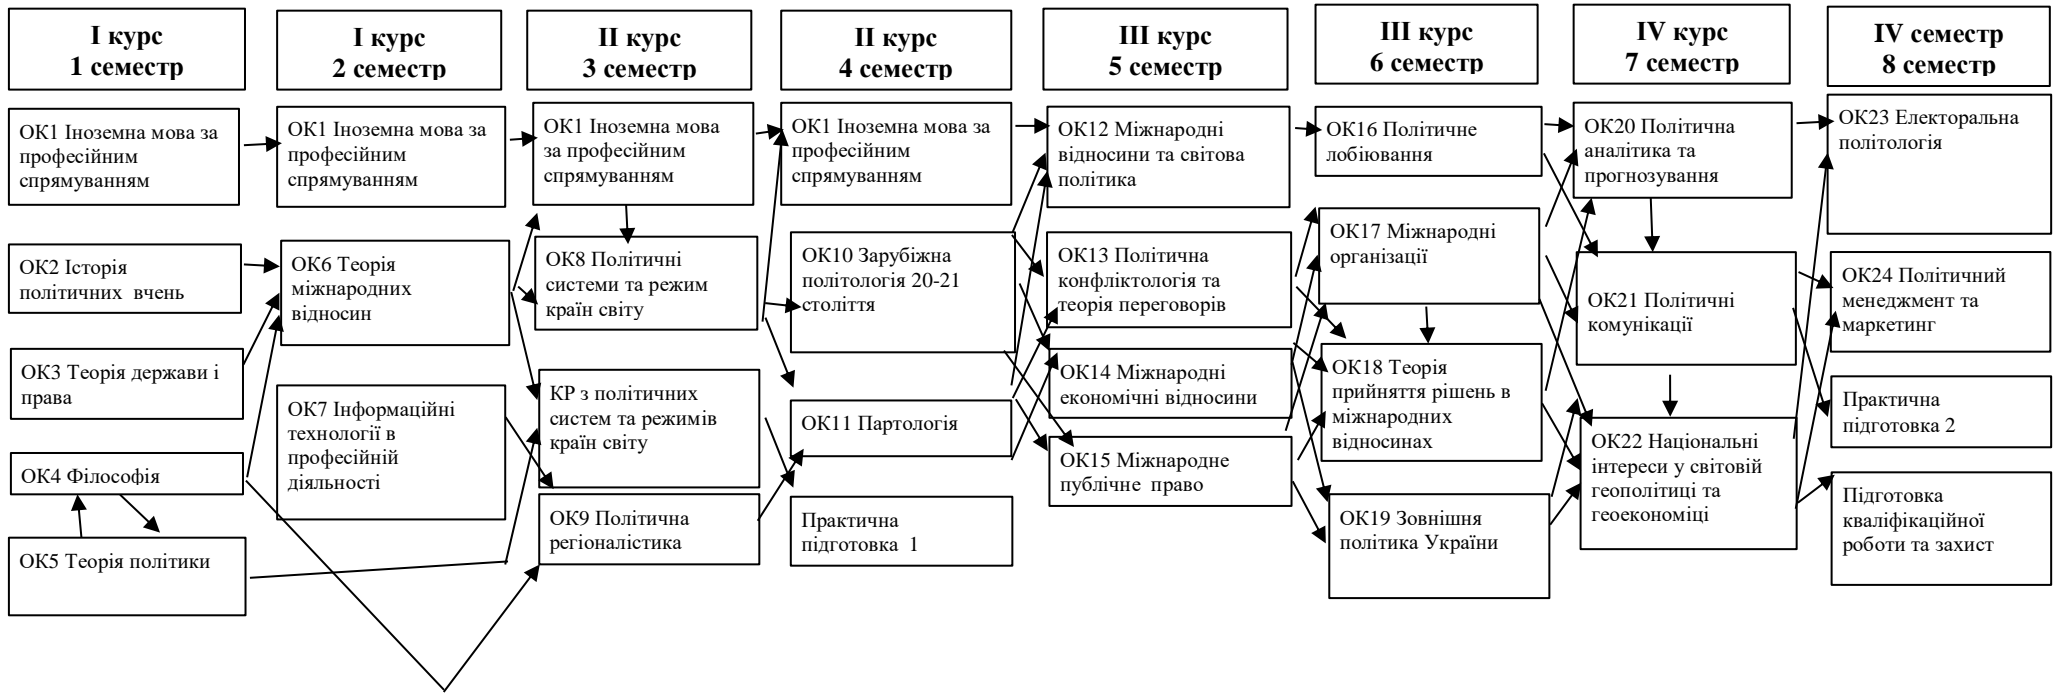 I курс
1 семестр
I курс
2 семестр
II курс
3 семестр
II курс
4 семестр
III курс
5 семестр
III курс
6 семестр
IV курс
7 семестр
IV семестр
8 семестр
ОК1 Іноземна мова за
професійним
спрямуванням
ОК2 Історія
політичних вчень
ОК3 Теорія держави і
права
ОК4 Філософія
ОК5 Теорія політики
ОК1 Іноземна мова за
професійним
спрямуванням
ОК6 Теорія
міжнародних
відносин
ОК7 Інформаційні
технології в
професійній
діяльності
ОК1 Іноземна мова
за професійним
спрямуванням
ОК8 Політичні
системи та режим
країн світу
КР з політичних
систем та режимів
країн світу
ОК9 Політична
регіоналістика
ОК1 Іноземна мова за
професійним
спрямуванням
ОК10 Зарубіжна
політологія 20-21
століття
ОК11 Партологія
Практична
підготовка 1
ОК12 Міжнародні
відносини та світова
політика
ОК13 Політична
конфліктологія та
теорія переговорів
ОК14 Міжнародні
економічні відносини
ОК15 Міжнародне
публічне право
ОК16 Політичне
лобіювання
ОК17 Міжнародні
організації
ОК18 Теорія
прийняття рішень в
міжнародних
відносинах
ОК19 Зовнішня
політика України
ОК20 Політична
аналітика та
прогнозування
ОК21 Політичні
комунікації
ОК22 Національні
інтереси у світовій
геополітиці та
геоекономіці
ОК23 Електоральна
політологія
ОК24 Політичний
менеджмент та
маркетинг
Практична
підготовка 2
Підготовка
кваліфікаційної
роботи та захист